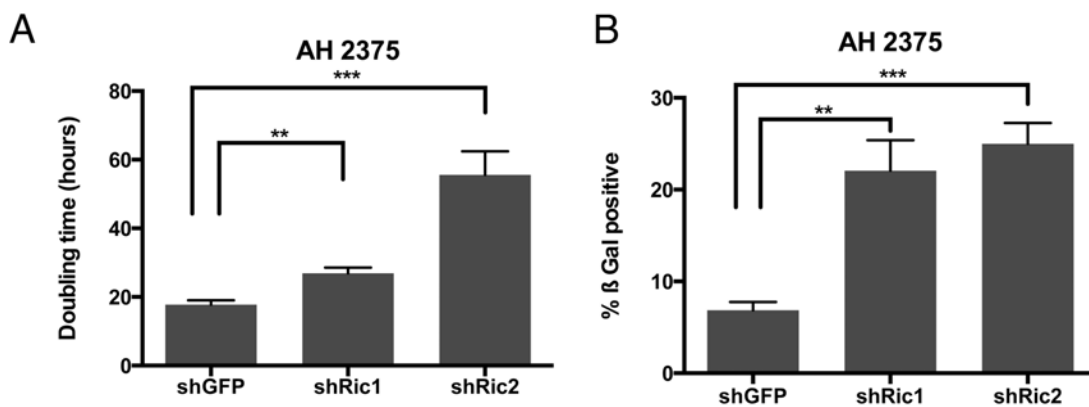 A
AH 2375
Doubling time (hours)
80
60
40
20
0
***
**
shGFP
shRic1
shRic2
B
AH 2375
% ß Gal positive
30
20
10
0
***
**
shGFP
shRic1
shRic2